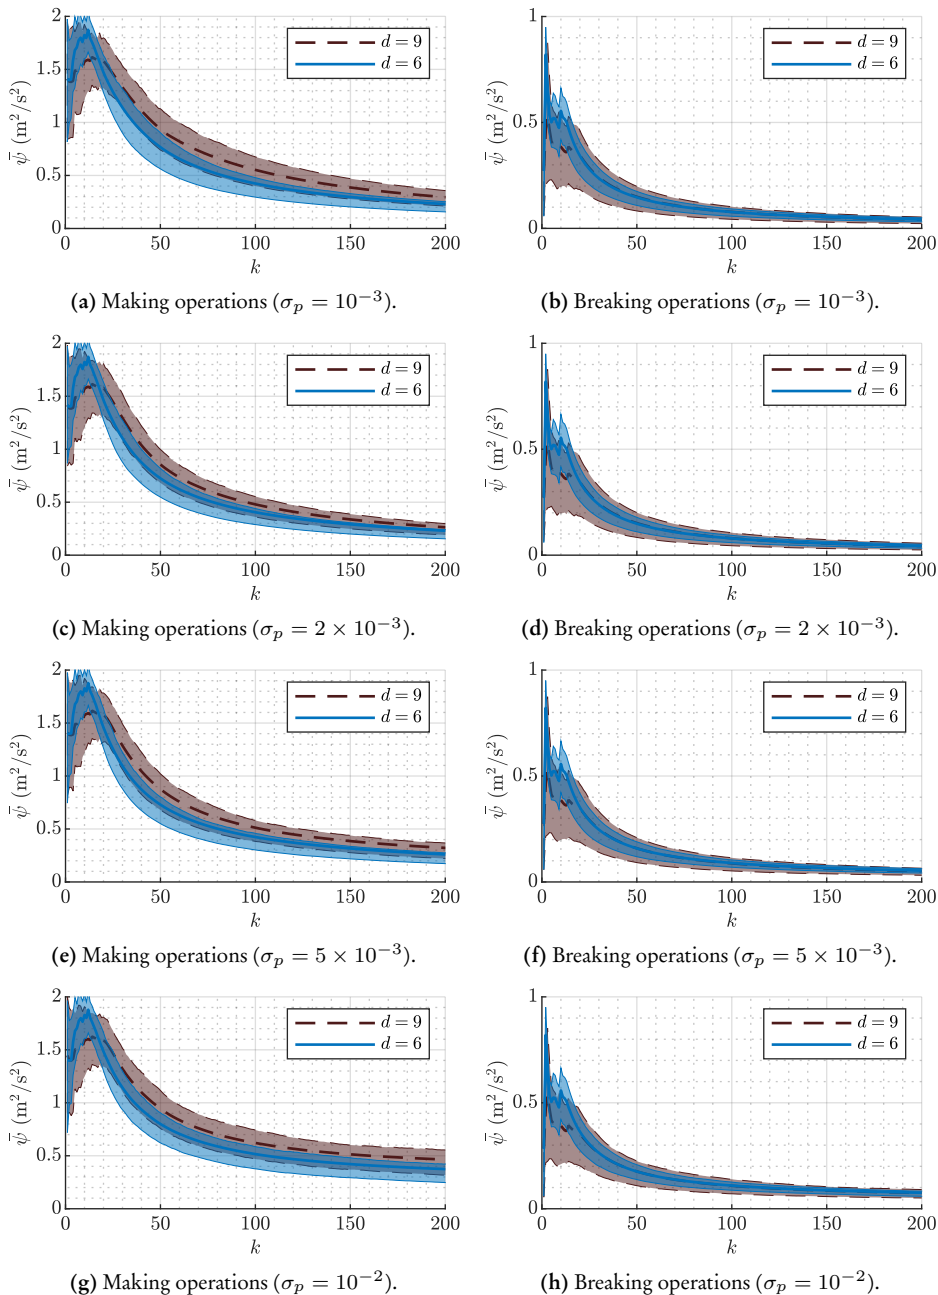 2
1.5
1
0.5
0
ψ̄ (m²/s²)
0 50 100 150 200
k
d = 9
d = 6
(a) Making operations (σₚ = 10⁻³).
1
0.5
0
ψ̄ (m²/s²)
0 50 100 150 200
k
d = 9
d = 6
(b) Breaking operations (σₚ = 10⁻³).
2
1.5
1
0.5
0
ψ̄ (m²/s²)
0 50 100 150 200
k
d = 9
d = 6
(c) Making operations (σₚ = 2 × 10⁻³).
1
0.5
0
ψ̄ (m²/s²)
0 50 100 150 200
k
d = 9
d = 6
(d) Breaking operations (σₚ = 2 × 10⁻³).
2
1.5
1
0.5
0
ψ̄ (m²/s²)
0 50 100 150 200
k
d = 9
d = 6
(e) Making operations (σₚ = 5 × 10⁻³).
1
0.5
0
ψ̄ (m²/s²)
0 50 100 150 200
k
d = 9
d = 6
(f) Breaking operations (σₚ = 5 × 10⁻³).
2
1.5
1
0.5
0
ψ̄ (m²/s²)
0 50 100 150 200
k
d = 9
d = 6
(g) Making operations (σₚ = 10⁻²).
1
0.5
0
ψ̄ (m²/s²)
0 50 100 150 200
k
d = 9
d = 6
(h) Breaking operations (σₚ = 10⁻²).